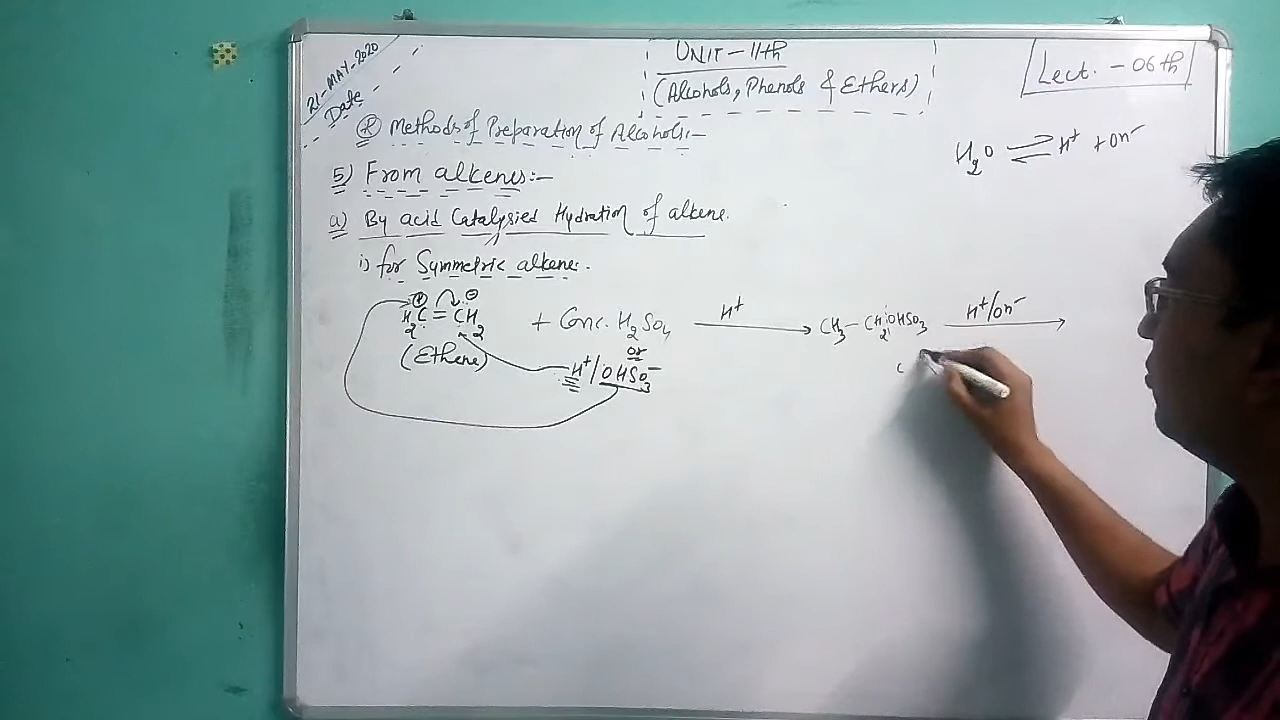 21-MAY-2020
Date
UNIT-11th
(Alcohols, Phenols & Ethers)
Lect. - 06th
(*) Methods of Preparation of Alcohols:-
H2O ⇌ H+ + OH-
5) From alkenes:-
a) By acid Catalysied Hydration of alkene.
i) for Symmetric alkene.
H2C = CH2 + Conc. H2SO4 —H+→ CH3-CH2OHSO3 —H+/OH-→
(Ethene)
or
H+/OHSO3-
(